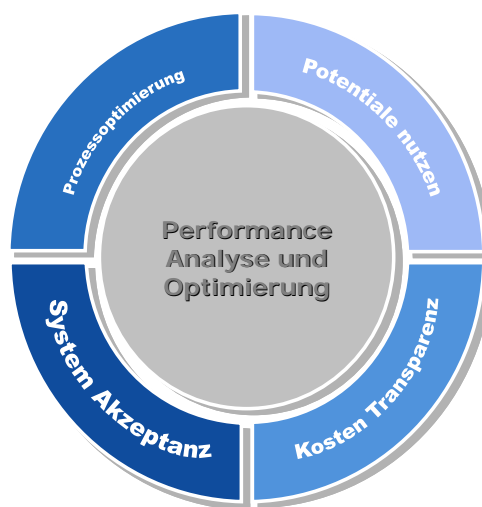 Prozessoptimierung
Potentiale nutzen
Performance
Analyse und
Optimierung
System Akzeptanz
Kosten Transparenz